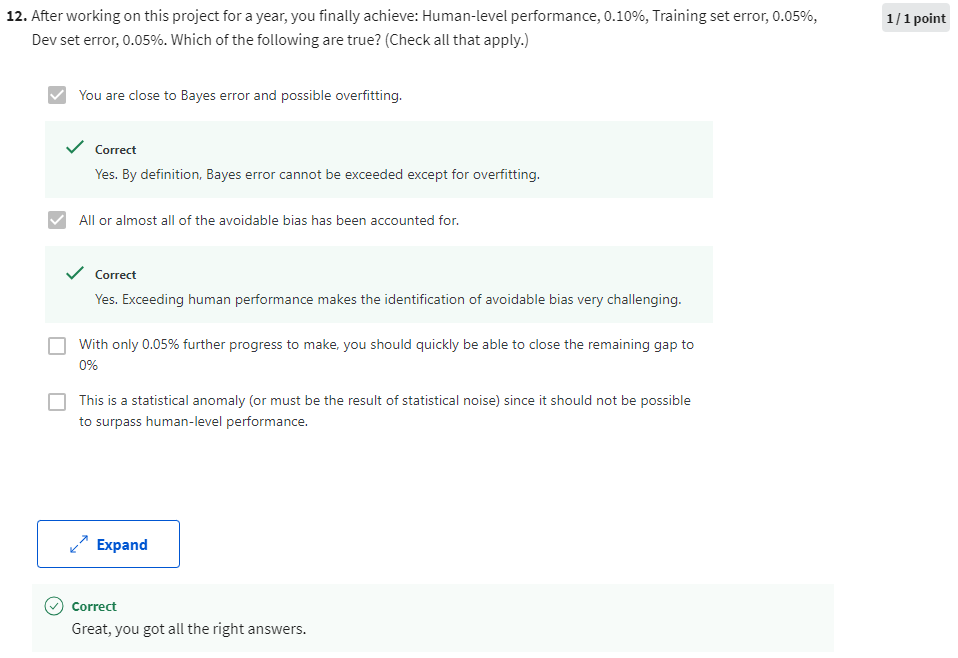 12. After working on this project for a year, you finally achieve: Human-level performance, 0.10%, Training set error, 0.05%,
1 / 1 point
Dev set error, 0.05%. Which of the following are true? (Check all that apply.)
You are close to Bayes error and possible overfitting.
Correct
Yes. By definition, Bayes error cannot be exceeded except for overfitting.
All or almost all of the avoidable bias has been accounted for.
Correct
Yes. Exceeding human performance makes the identification of avoidable bias very challenging.
With only 0.05% further progress to make, you should quickly be able to close the remaining gap to
0%
This is a statistical anomaly (or must be the result of statistical noise) since it should not be possible
to surpass human-level performance.
Expand
Correct
Great, you got all the right answers.